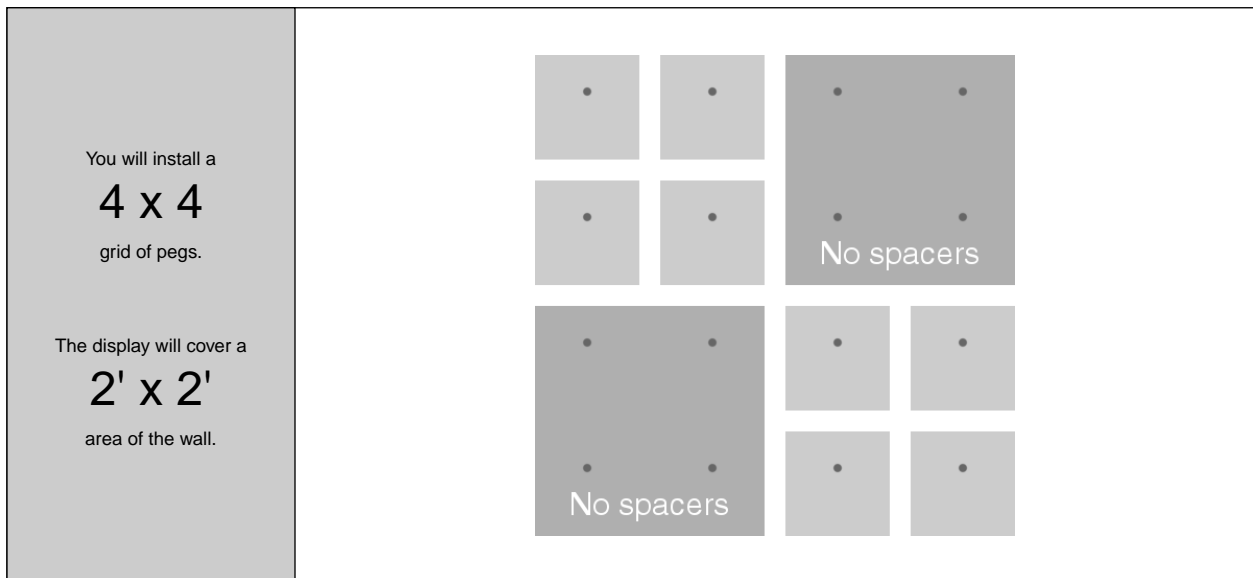 You will install a
4 x 4
grid of pegs.
The display will cover a
2' x 2'
area of the wall.
No spacers
No spacers